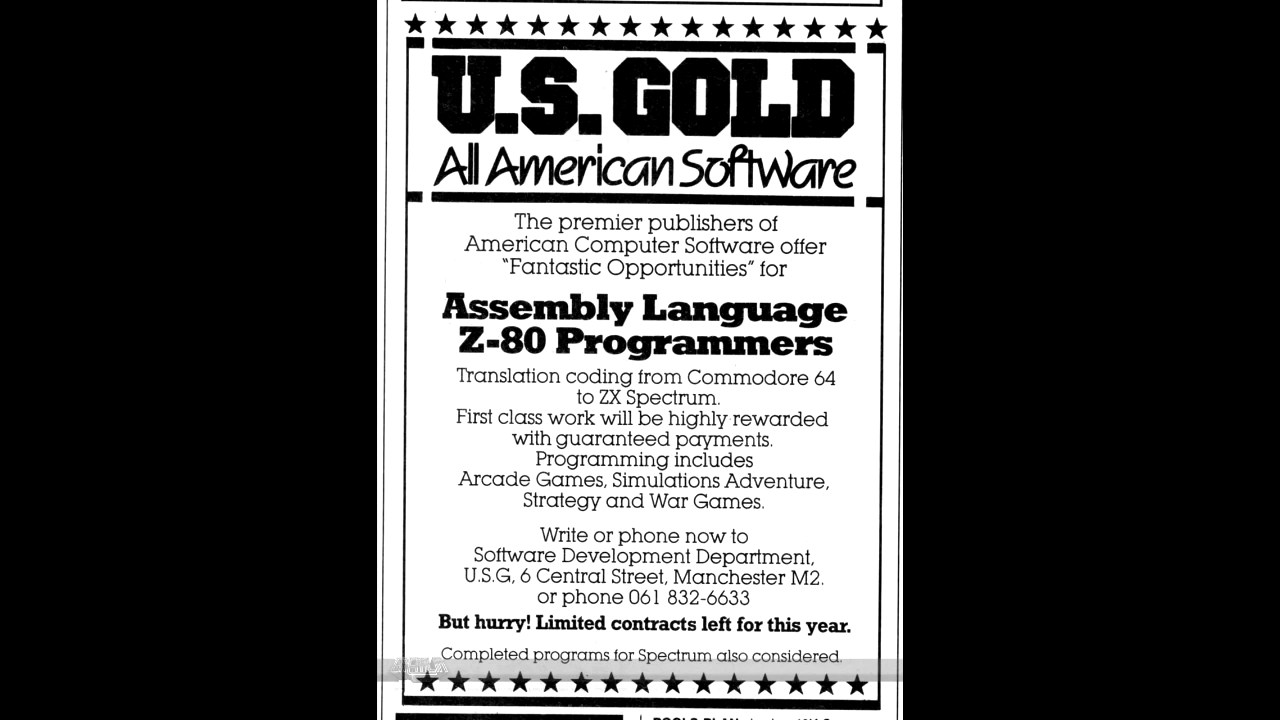 U.S. GOLD
All American Software
The premier publishers of
American Computer Software offer
“Fantastic Opportunities” for
Assembly Language
Z-80 Programmers
Translation coding from Commodore 64
to ZX Spectrum.
First class work will be highly rewarded
with guaranteed payments.
Programming includes
Arcade Games, Simulations Adventure,
Strategy and War Games.
Write or phone now to
Software Development Department,
U.S.G, 6 Central Street, Manchester M2.
or phone 061 832-6633
But hurry! Limited contracts left for this year.
Completed programs for Spectrum also considered.